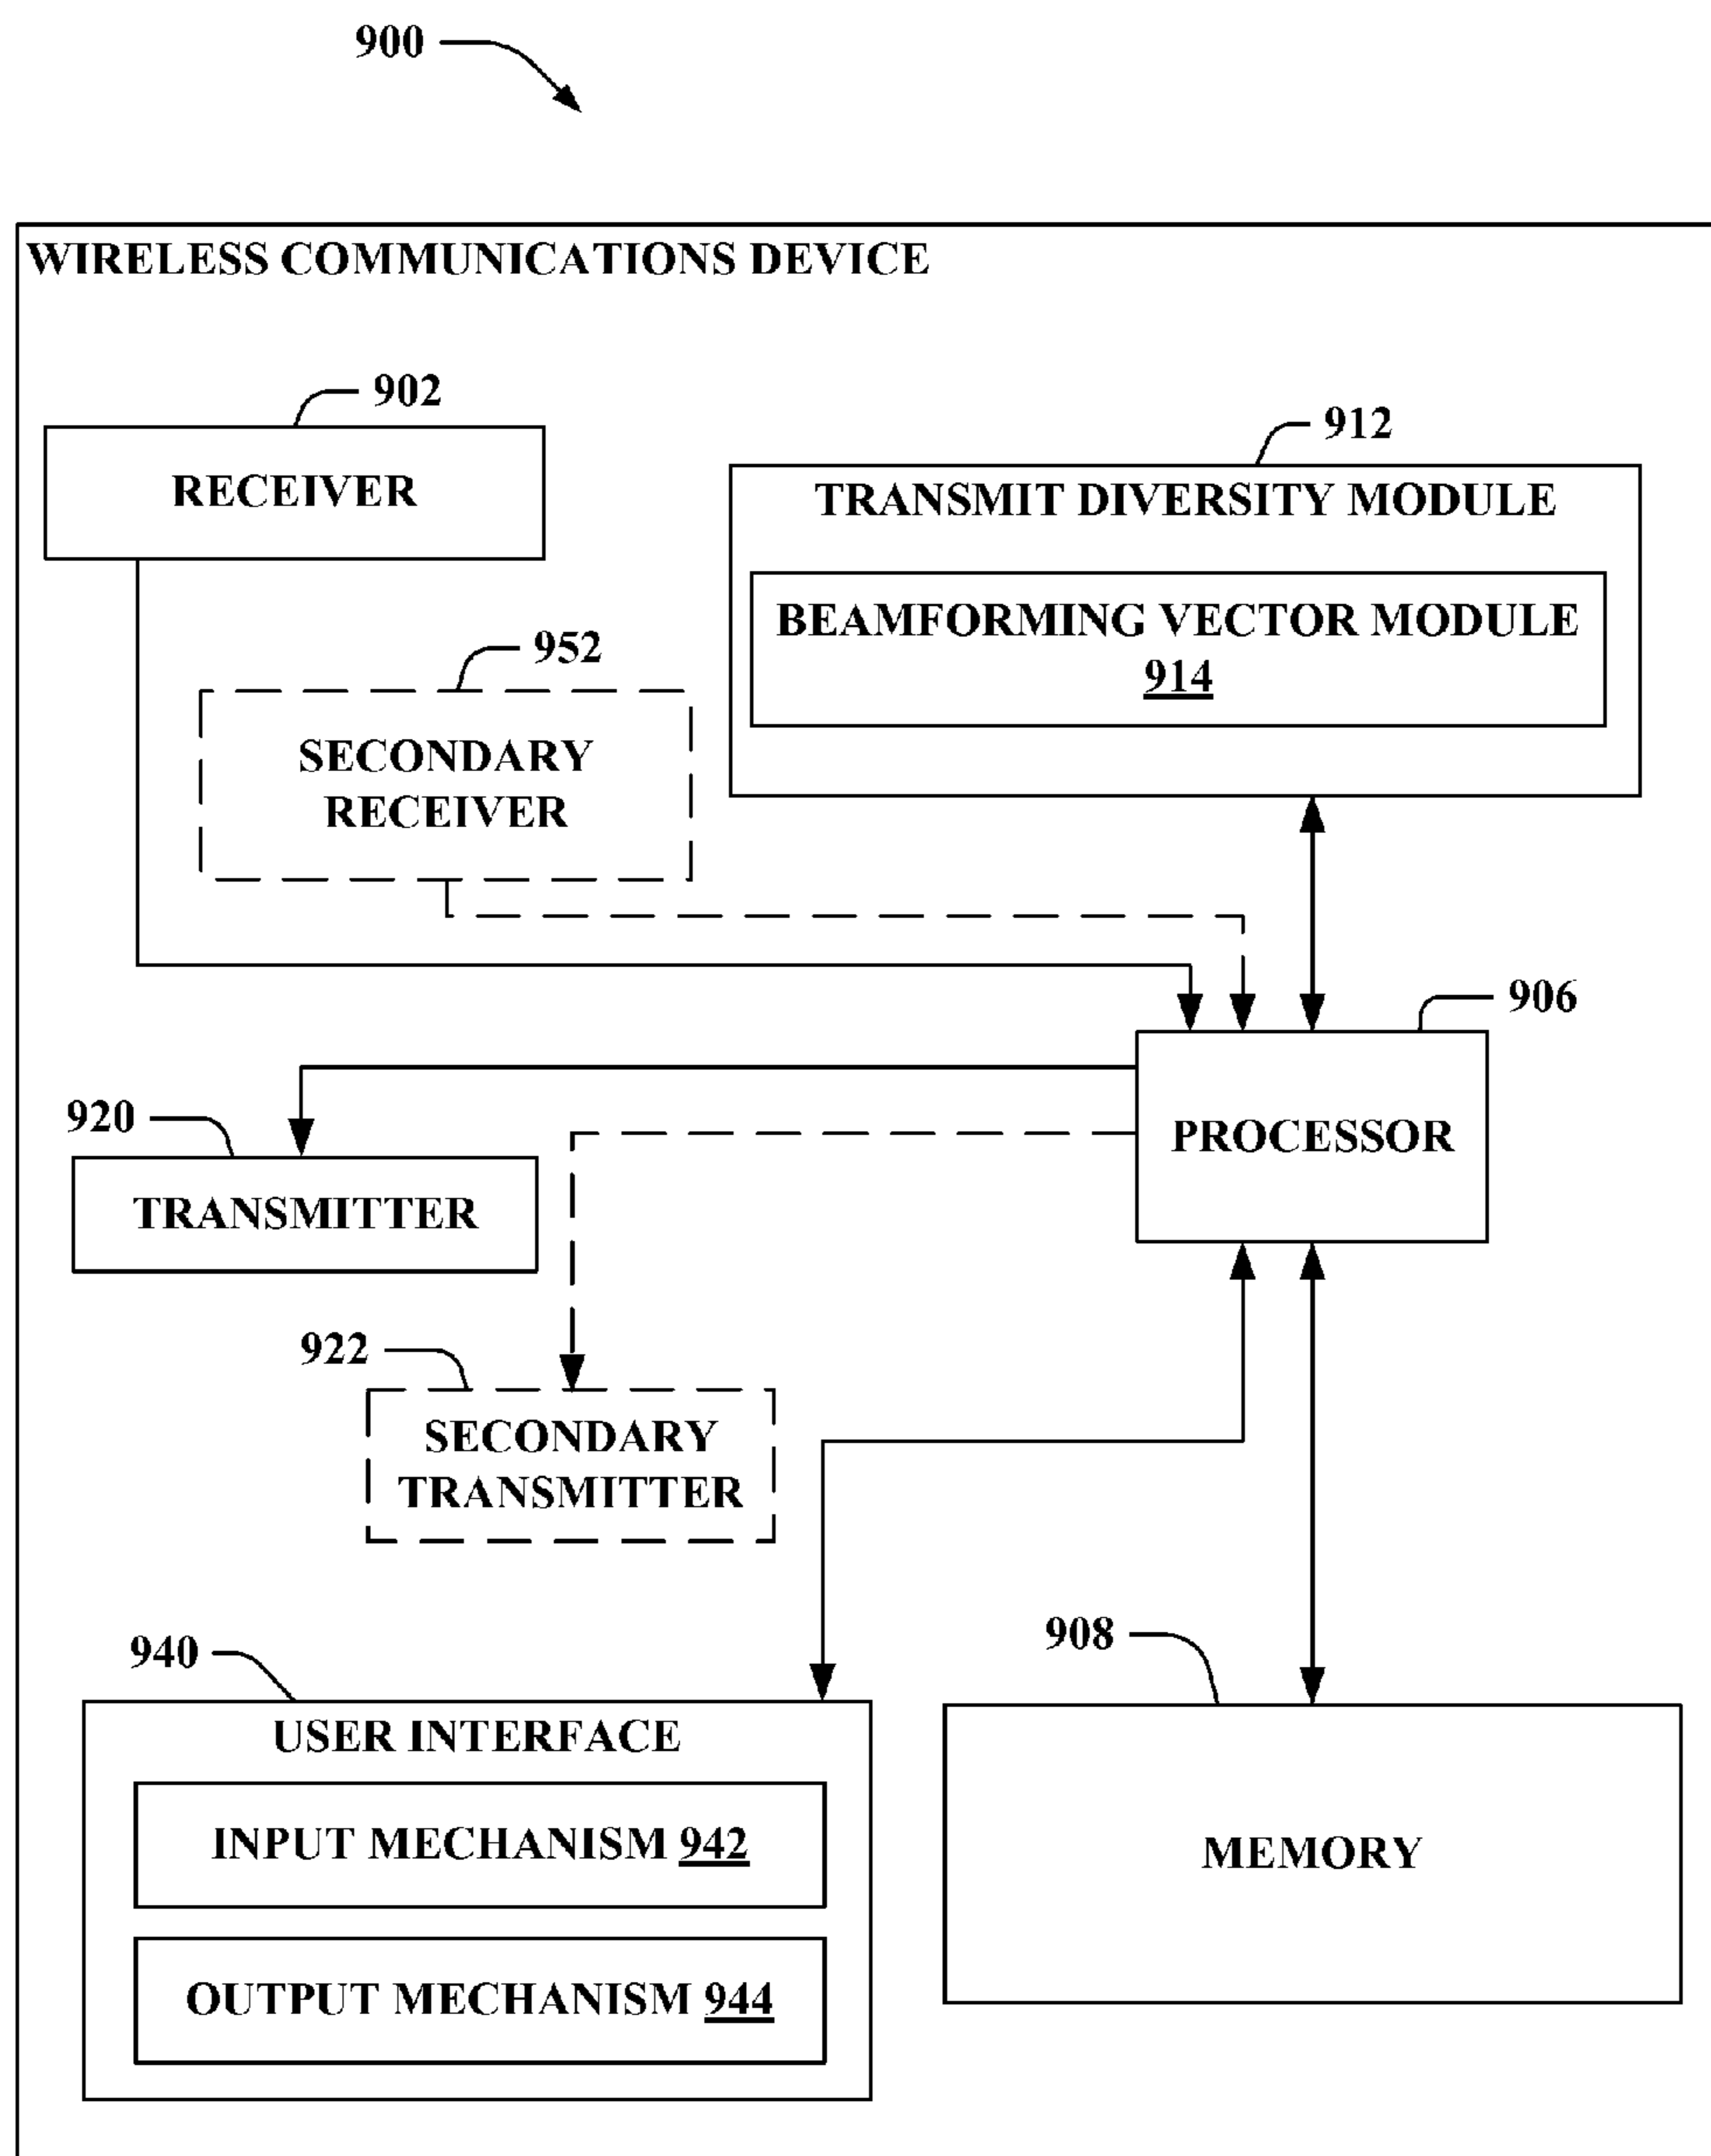 900
WIRELESS COMMUNICATIONS DEVICE
902
RECEIVER
912
TRANSMIT DIVERSITY MODULE
BEAMFORMING VECTOR MODULE
914
952
SECONDARY
RECEIVER
906
PROCESSOR
920
TRANSMITTER
922
SECONDARY
TRANSMITTER
940
USER INTERFACE
INPUT MECHANISM 942
OUTPUT MECHANISM 944
908
MEMORY